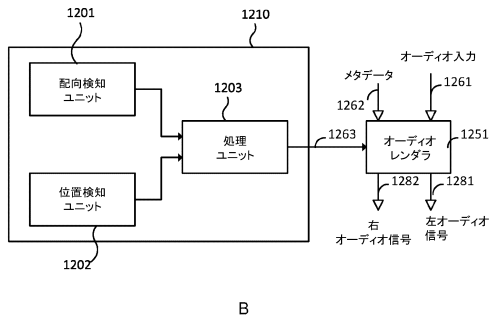 1201
1210
配向検知
ユニット
1203
処理
ユニット
位置検知
ユニット
1202
1263
メタデータ
1262
オーディオ入力
1261
オーディオ
レンダラ
1251
1282
1281
右
オーディオ信号
左オーディオ
信号
B